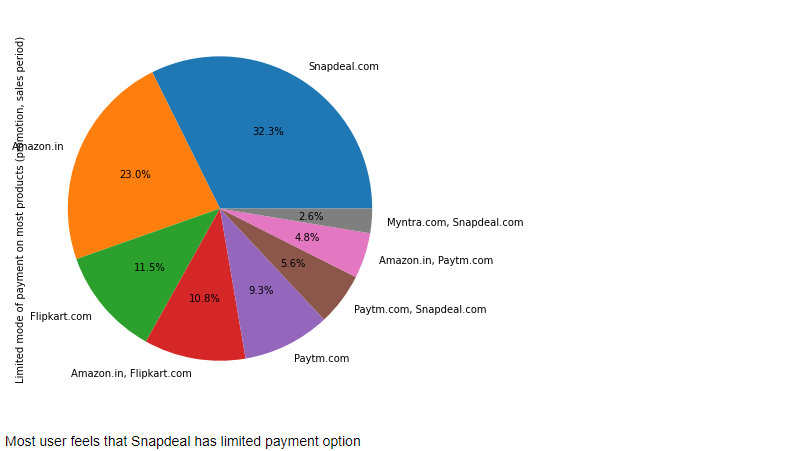 Limited mode of payment on most products (promotion, sales period)
Snapdeal.com
32.3%
Amazon.in
23.0%
Flipkart.com
11.5%
Amazon.in, Flipkart.com
10.8%
Paytm.com
9.3%
Paytm.com, Snapdeal.com
5.6%
Amazon.in, Paytm.com
4.8%
Myntra.com, Snapdeal.com
2.6%
Most user feels that Snapdeal has limited payment option